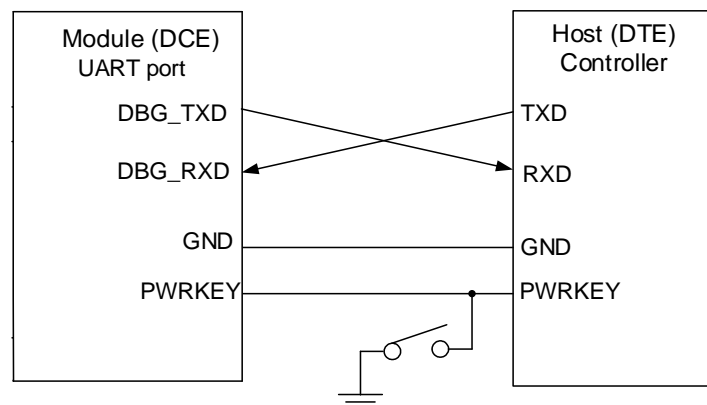 Module (DCE)
UART port
DBG_TXD
DBG_RXD
GND
PWRKEY
Host (DTE)
Controller
TXD
RXD
GND
PWRKEY